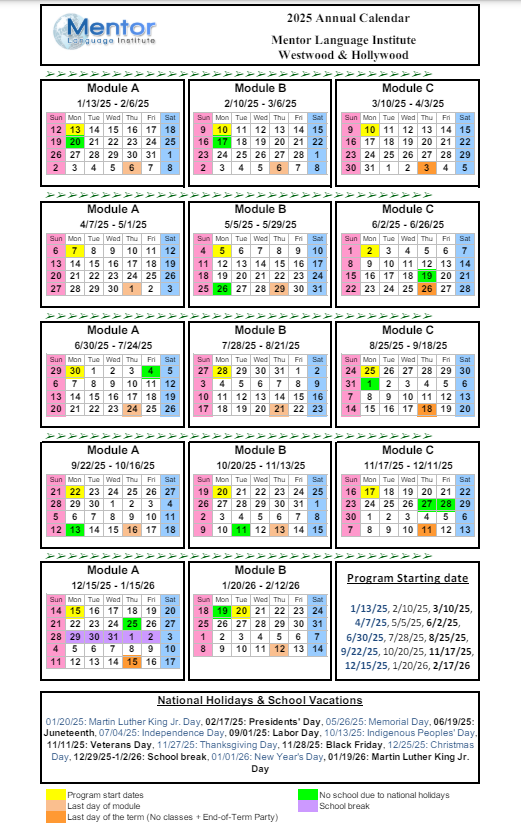 Mentor
Language Institute
2025 Annual Calendar
Mentor Language Institute
Westwood & Hollywood
Module A
1/13/25 - 2/6/25
Sun Mon Tue Wed Thu Fri Sat
12 13 14 15 16 17 18
19 20 21 22 23 24 25
26 27 28 29 30 31 1
2 3 4 5 6 7 8
Module B
2/10/25 - 3/6/25
Sun Mon Tue Wed Thu Fri Sat
9 10 11 12 13 14 15
16 17 18 19 20 21 22
23 24 25 26 27 28 1
2 3 4 5 6 7 8
Module C
3/10/25 - 4/3/25
Sun Mon Tue Wed Thu Fri Sat
9 10 11 12 13 14 15
16 17 18 19 20 21 22
23 24 25 26 27 28 29
30 31 1 2 3 4 5
Module A
4/7/25 - 5/1/25
Sun Mon Tue Wed Thu Fri Sat
6 7 8 9 10 11 12
13 14 15 16 17 18 19
20 21 22 23 24 25 26
27 28 29 30 1 2 3
Module B
5/5/25 - 5/29/25
Sun Mon Tue Wed Thu Fri Sat
4 5 6 7 8 9 10
11 12 13 14 15 16 17
18 19 20 21 22 23 24
25 26 27 28 29 30 31
Module C
6/2/25 - 6/26/25
Sun Mon Tue Wed Thu Fri Sat
1 2 3 4 5 6 7
8 9 10 11 12 13 14
15 16 17 18 19 20 21
22 23 24 25 26 27 28
Module A
6/30/25 - 7/24/25
Sun Mon Tue Wed Thu Fri Sat
29 30 1 2 3 4 5
6 7 8 9 10 11 12
13 14 15 16 17 18 19
20 21 22 23 24 25 26
Module B
7/28/25 - 8/21/25
Sun Mon Tue Wed Thu Fri Sat
27 28 29 30 31 1 2
3 4 5 6 7 8 9
10 11 12 13 14 15 16
17 18 19 20 21 22 23
Module C
8/25/25 - 9/18/25
Sun Mon Tue Wed Thu Fri Sat
24 25 26 27 28 29 30
31 1 2 3 4 5 6
7 8 9 10 11 12 13
14 15 16 17 18 19 20
Module A
9/22/25 - 10/16/25
Sun Mon Tue Wed Thu Fri Sat
21 22 23 24 25 26 27
28 29 30 1 2 3 4
5 6 7 8 9 10 11
12 13 14 15 16 17 18
Module B
10/20/25 - 11/13/25
Sun Mon Tue Wed Thu Fri Sat
19 20 21 22 23 24 25
26 27 28 29 30 31 1
2 3 4 5 6 7 8
9 10 11 12 13 14 15
Module C
11/17/25 - 12/11/25
Sun Mon Tue Wed Thu Fri Sat
16 17 18 19 20 21 22
23 24 25 26 27 28 29
30 1 2 3 4 5 6
7 8 9 10 11 12 13
Module A
12/15/25 - 1/15/26
Sun Mon Tue Wed Thu Fri Sat
14 15 16 17 18 19 20
21 22 23 24 25 26 27
28 29 30 31 1 2 3
4 5 6 7 8 9 10
11 12 13 14 15 16 17
Module B
1/20/26 - 2/12/26
Sun Mon Tue Wed Thu Fri Sat
18 19 20 21 22 23 24
25 26 27 28 29 30 31
1 2 3 4 5 6 7
8 9 10 11 12 13 14
Program Starting date
1/13/25, 2/10/25, 3/10/25,
4/7/25, 5/5/25, 6/2/25,
6/30/25, 7/28/25, 8/25/25,
9/22/25, 10/20/25, 11/17/25,
12/15/25, 1/20/26, 2/17/26
National Holidays & School Vacations
01/20/25: Martin Luther King Jr. Day, 02/17/25: Presidents' Day, 05/26/25: Memorial Day, 06/19/25:
Juneteenth, 07/04/25: Independence Day, 09/01/25: Labor Day, 10/13/25: Indigenous Peoples' Day,
11/11/25: Veterans Day, 11/27/25: Thanksgiving Day, 11/28/25: Black Friday, 12/25/25: Christmas
Day, 12/29/25-1/2/26: School break, 01/01/26: New Year's Day, 01/19/26: Martin Luther King Jr.
Day
Program start dates
Last day of module
Last day of the term (No classes + End-of-Term Party)
No school due to national holidays
School break